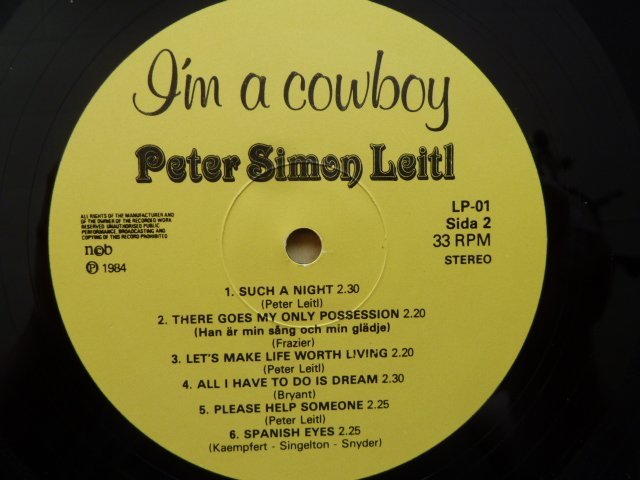 I'm a cowboy
Peter Simon Leitl
ALL RIGHTS OF THE MANUFACTURER AND
OF THE OWNER OF THE RECORDED WORK
RESERVED UNAUTHORISED PUBLIC
PERFORMANCE, BROADCASTING AND
COPYING OF THIS RECORD PROHIBITED
ncb
Ⓟ 1984
LP-01
Sida 2
33 RPM
STEREO
1. SUCH A NIGHT 2.30
(Peter Leitl)
2. THERE GOES MY ONLY POSSESSION 2.20
(Han är min sång och min glädje)
(Frazier)
3. LET'S MAKE LIFE WORTH LIVING 2.20
(Peter Leitl)
4. ALL I HAVE TO DO IS DREAM 2.30
(Bryant)
5. PLEASE HELP SOMEONE 2.25
(Peter Leitl)
6. SPANISH EYES 2.25
(Kaempfert - Singelton - Snyder)